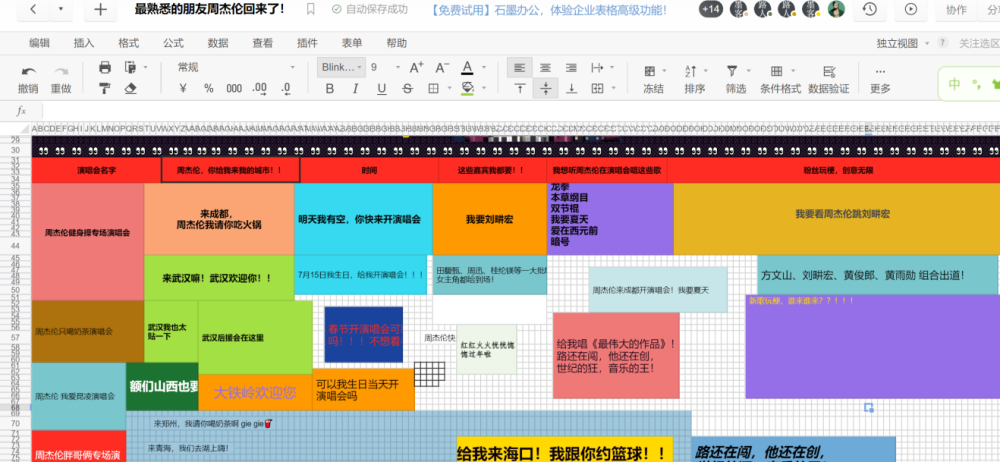 最熟悉的朋友周杰伦回来了!
自动保存成功
【免费试用】石墨办公，体验企业表格高级功能!
+14
协作
编辑 插入 格式 公式 数据 查看 插件 表单 帮助
独立视图
关注选区
撤销 重做
常规
¥ % 000 .00 .0
Blink... 9
B I U A
冻结 排序 筛选 条件格式 数据验证 更多
中
fx
演唱会名字
周杰伦，你给我来我的城市！！
时间
这些嘉宾我都要！！
我想听周杰伦在演唱会唱这些歌
粉丝玩梗，创意无限
周杰伦健身操专场演唱会
来成都，
周杰伦我请你吃火锅
明天我有空，你快来开演唱会
我要刘畊宏
龙拳
本草纲目
双节棍
我要夏天
爱在西元前
暗号
我要看周杰伦跳刘畊宏
来武汉嘛！武汉欢迎你！！
7月15日我生日，给我开演唱会！！！
田馥甄、周迅、桂纶镁等一大批
女主角都给到场！
周杰伦来成都开演唱会！我要夏天
方文山、刘畊宏、黄俊郎、黄雨勋 组合出道！
新歌玩梗，谁来谁来？？！！！
周杰伦只喝奶茶演唱会
武汉我也太
贴一下
武汉后援会在这里
春节开演唱会可
吗！！！不想看
周杰伦快
红红火火恍恍惚
惚过年啦
给我唱《最伟大的作品》！
路还在闯，他还在创，
世纪的狂，音乐的王！
周杰伦 我爱昆凌演唱会
额们山西也要
大铁岭欢迎您
可以我生日当天开
演唱会吗
来郑州，我请你喝奶茶啊 gie gie
来青海，我们去湖上嗨！
周杰伦胖哥俩专场演
给我来海口！我跟你约篮球！！
路还在闯，他还在创，